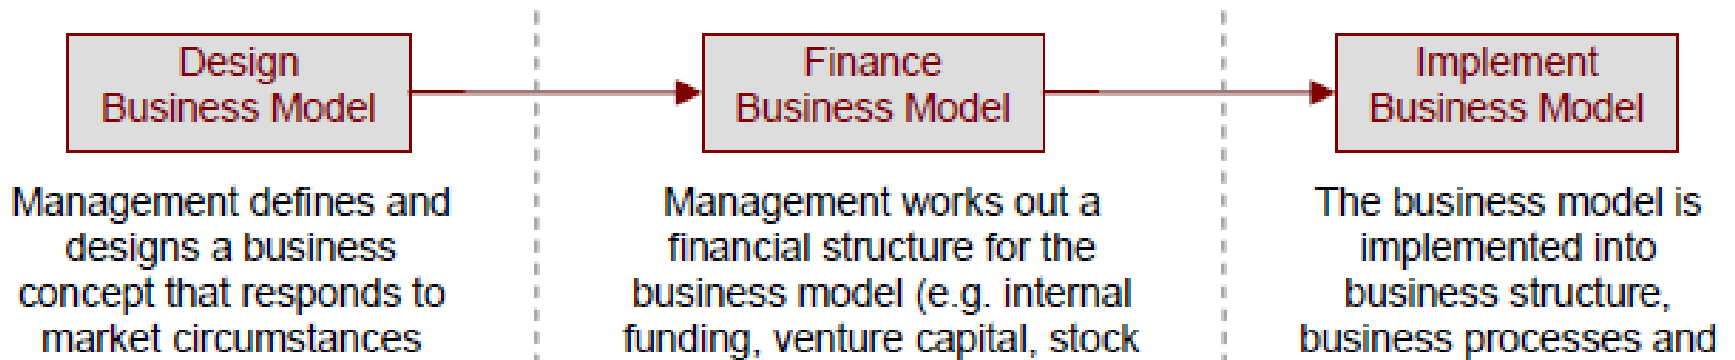 Design
Business Model
Finance
Business Model
Implement
Business Model
Management defines and
designs a business
concept that responds to
market circumstances
Management works out a
financial structure for the
business model (e.g. internal
funding, venture capital, stock
The business model is
implemented into
business structure,
business processes and